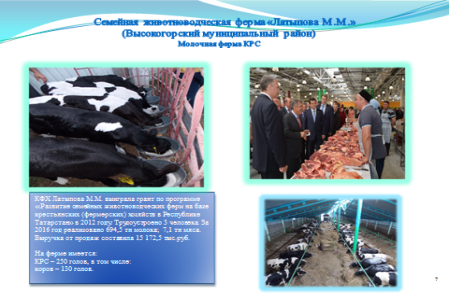 Семейная животноводческая ферма «Латыпова М.М.»
(Высокогорский муниципальный район)
Молочная ферма КРС
КФХ Латыпова М.М. выиграла грант по программе
«Развитие семейных животноводческих ферм на базе
крестьянских (фермерских) хозяйств в Республике
Татарстан» в 2012 году. Трудоустроено 3 человека. За
2016 год реализовано 694,5 тн молока; 7,1 тн мяса.
Выручка от продаж составила 15 172,5 тыс.руб.
На ферме имеется:
КРС – 250 голов, в том числе:
коров – 130 голов.
7